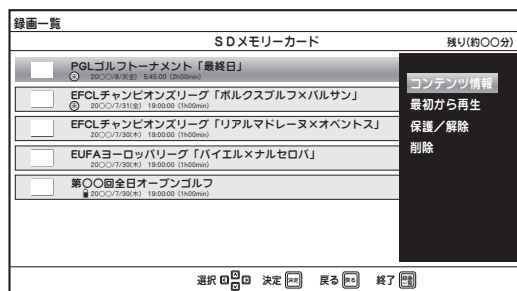 録画一覧
SDメモリーカード 残り(約〇〇分)
PGLゴルフトーナメント「最終日」
20〇〇/8/3(金) 5:45:00 (2h00min)
EFCLチャンピオンズリーグ「ボルクスブルフ×バルサン」
20〇〇/7/31(金) 19:00:00 (1h00min)
EFCLチャンピオンズリーグ「リアルマドレーヌ×オベントス」
20〇〇/7/30(木) 19:00:00 (1h00min)
EUFAヨーロッパリーグ「バイエル×ナルセロバ」
20〇〇/7/30(木) 19:00:00 (1h00min)
第〇〇回全日オープンゴルフ
20〇〇/7/30(木) 19:00:00 (1h00min)
コンテンツ情報
最初から再生
保護／解除
削除
選択 決定 決定 戻る 戻る 終了